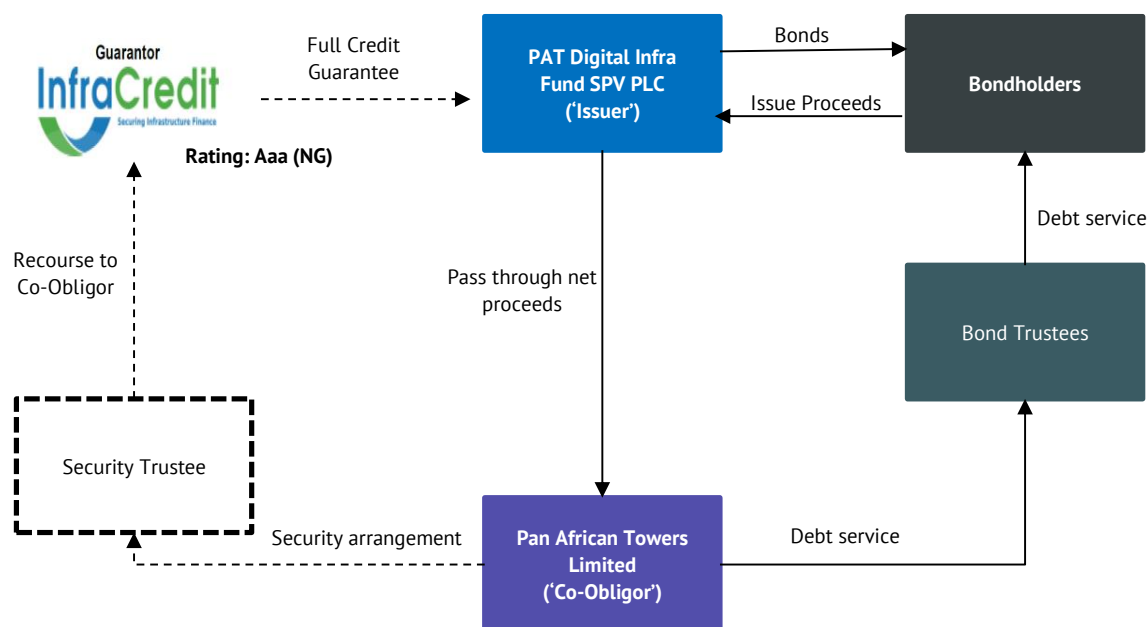 Guarantor
InfraCredit
Securing Infrastructure Finance
Rating: Aaa (NG)
Full Credit
Guarantee
PAT Digital Infra
Fund SPV PLC
(‘Issuer’)
Bonds
Issue Proceeds
Bondholders
Debt service
Recourse to
Co-Obligor
Pass through net
proceeds
Bond Trustees
Security Trustee
Security arrangement
Pan African Towers
Limited
(‘Co-Obligor’)
Debt service